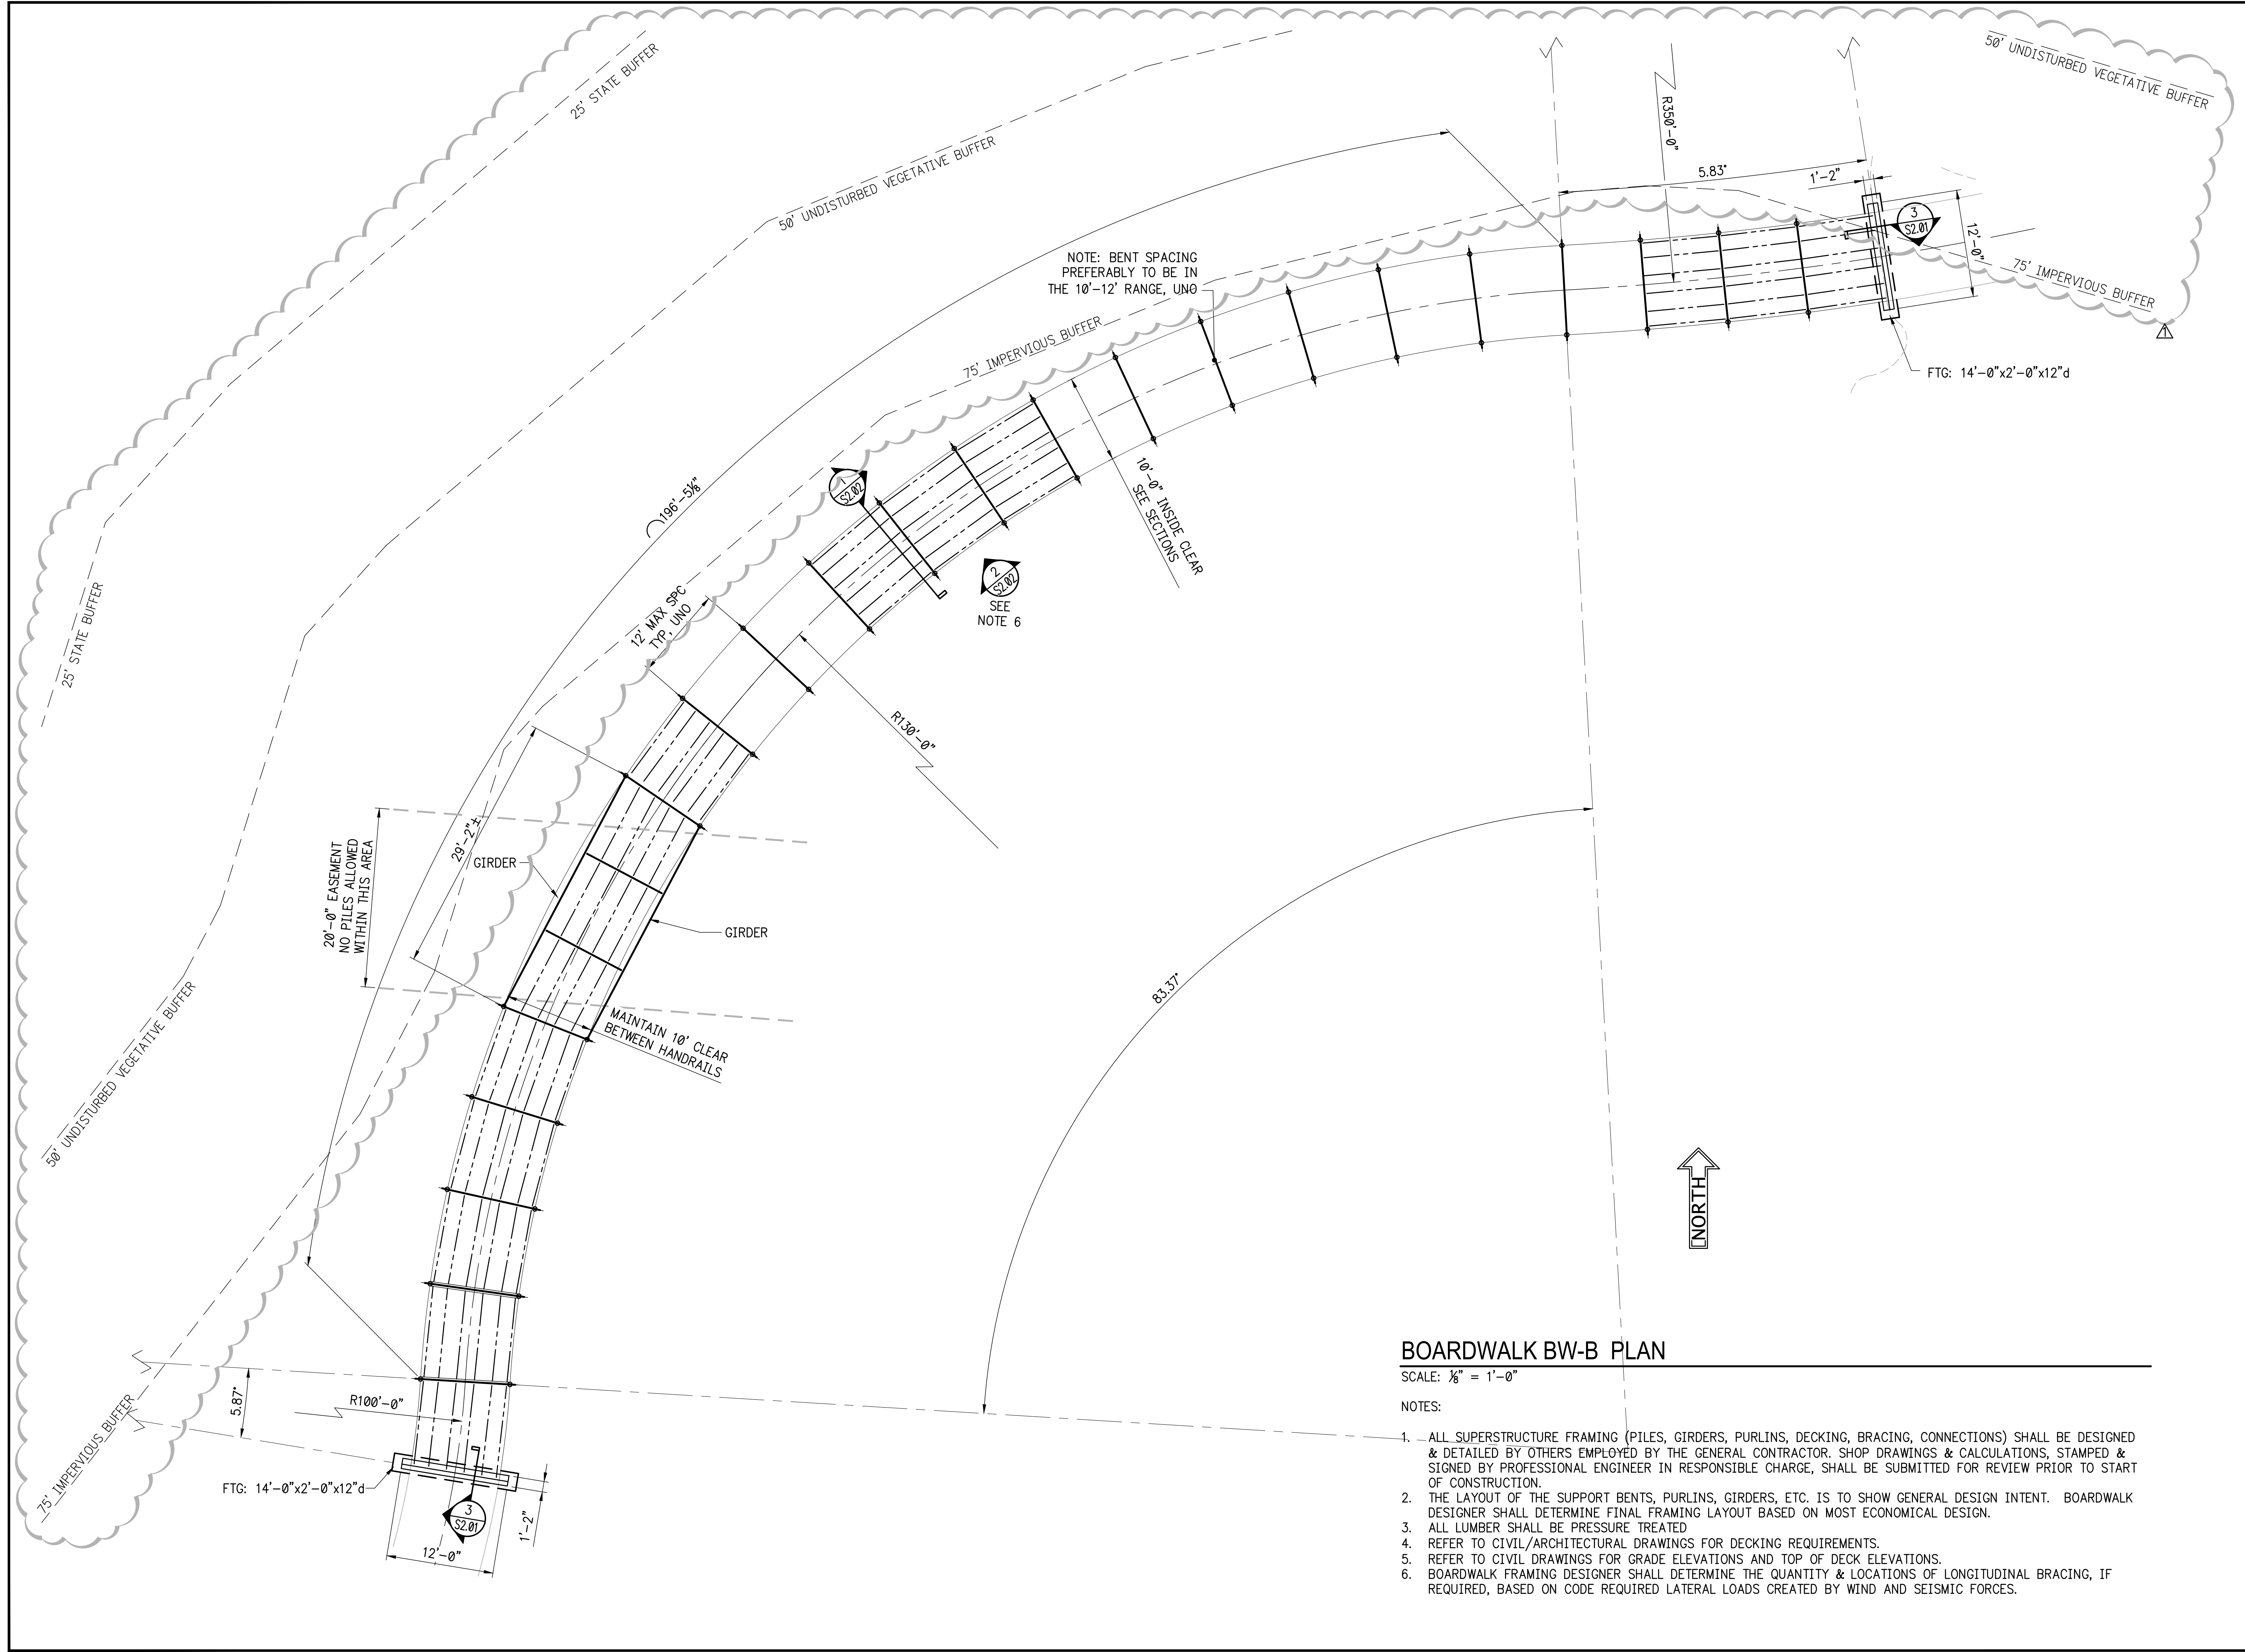 25' STATE BUFFER
50' UNDISTURBED VEGETATIVE BUFFER
50' UNDISTURBED VEGETATIVE BUFFER
R350'-0"
5.83°
1'-2"
3
S2.01
12'-0"
75' IMPERVIOUS BUFFER
1
FTG: 14'-0"x2'-0"x12"d
NOTE: BENT SPACING
PREFERABLY TO BE IN
THE 10'-12' RANGE, UNO
75' IMPERVIOUS BUFFER
10'-0" INSIDE CLEAR
SEE SECTIONS
1
S2.02
2
S2.02
SEE
NOTE 6
196'-5⅛"
12' MAX SPC
TYP, UNO
25' STATE BUFFER
R130'-0"
29'-2"±
20'-0" EASEMENT
NO PILES ALLOWED
WITHIN THIS AREA
GIRDER
GIRDER
MAINTAIN 10' CLEAR
BETWEEN HANDRAILS
83.37°
50' UNDISTURBED VEGETATIVE BUFFER
NORTH
5.87°
R100'-0"
75' IMPERVIOUS BUFFER
FTG: 14'-0"x2'-0"x12"d
3
S2.01
1'-2"
12'-0"
BOARDWALK BW-B PLAN
SCALE: ⅛" = 1'-0"
NOTES:
1. ALL SUPERSTRUCTURE FRAMING (PILES, GIRDERS, PURLINS, DECKING, BRACING, CONNECTIONS) SHALL BE DESIGNED
& DETAILED BY OTHERS EMPLOYED BY THE GENERAL CONTRACTOR. SHOP DRAWINGS & CALCULATIONS, STAMPED &
SIGNED BY PROFESSIONAL ENGINEER IN RESPONSIBLE CHARGE, SHALL BE SUBMITTED FOR REVIEW PRIOR TO START
OF CONSTRUCTION.
2. THE LAYOUT OF THE SUPPORT BENTS, PURLINS, GIRDERS, ETC. IS TO SHOW GENERAL DESIGN INTENT. BOARDWALK
DESIGNER SHALL DETERMINE FINAL FRAMING LAYOUT BASED ON MOST ECONOMICAL DESIGN.
3. ALL LUMBER SHALL BE PRESSURE TREATED
4. REFER TO CIVIL/ARCHITECTURAL DRAWINGS FOR DECKING REQUIREMENTS.
5. REFER TO CIVIL DRAWINGS FOR GRADE ELEVATIONS AND TOP OF DECK ELEVATIONS.
6. BOARDWALK FRAMING DESIGNER SHALL DETERMINE THE QUANTITY & LOCATIONS OF LONGITUDINAL BRACING, IF
REQUIRED, BASED ON CODE REQUIRED LATERAL LOADS CREATED BY WIND AND SEISMIC FORCES.